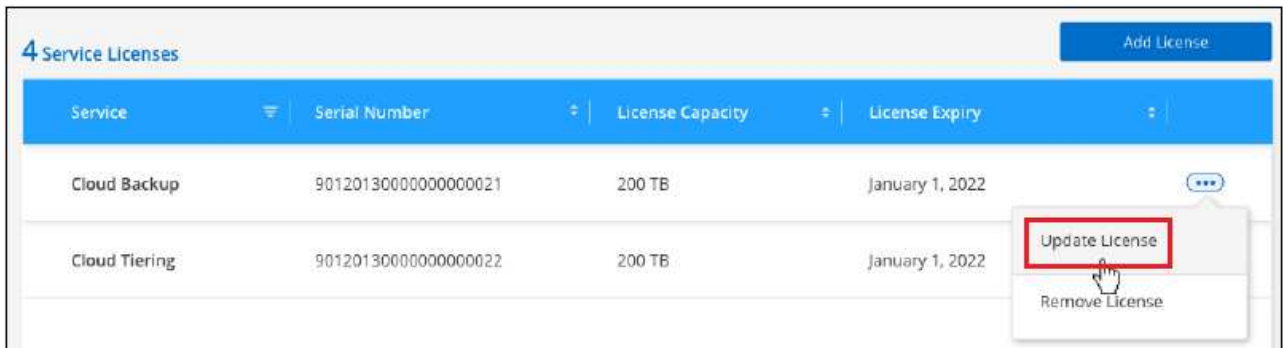 4 Service Licenses
Add License
Service Serial Number License Capacity License Expiry
Cloud Backup 90120130000000000021 200 TB January 1, 2022
Update License
Cloud Tiering 90120130000000000022 200 TB January 1, 2022
Remove License